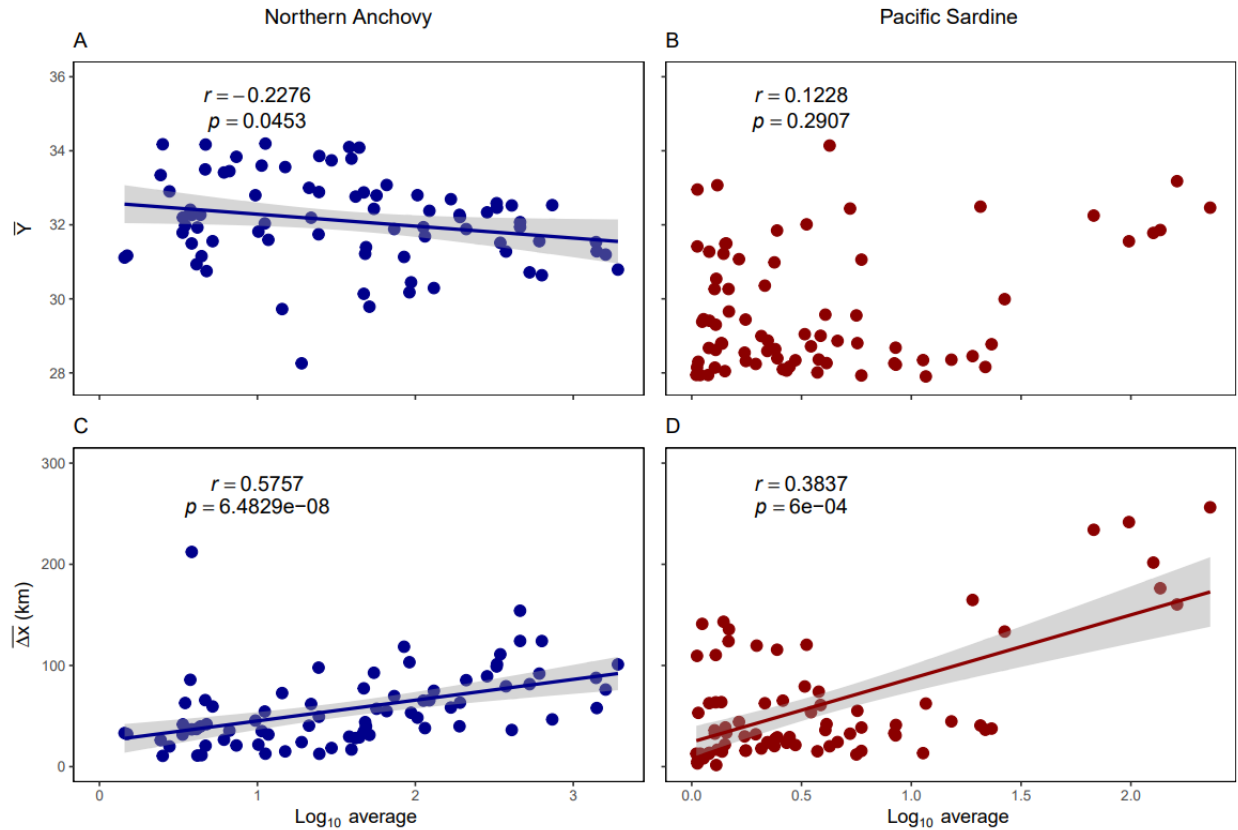 Northern Anchovy
Pacific Sardine
A
B
r = −0.2276
p = 0.0453
r = 0.1228
p = 0.2907
36
34
32
30
28
Y̅
C
D
r = 0.5757
p = 6.4829e−08
r = 0.3837
p = 6e−04
300
200
100
0
Δx̅ (km)
0 1 2 3
0.0 0.5 1.0 1.5 2.0
Log₁₀ average
Log₁₀ average